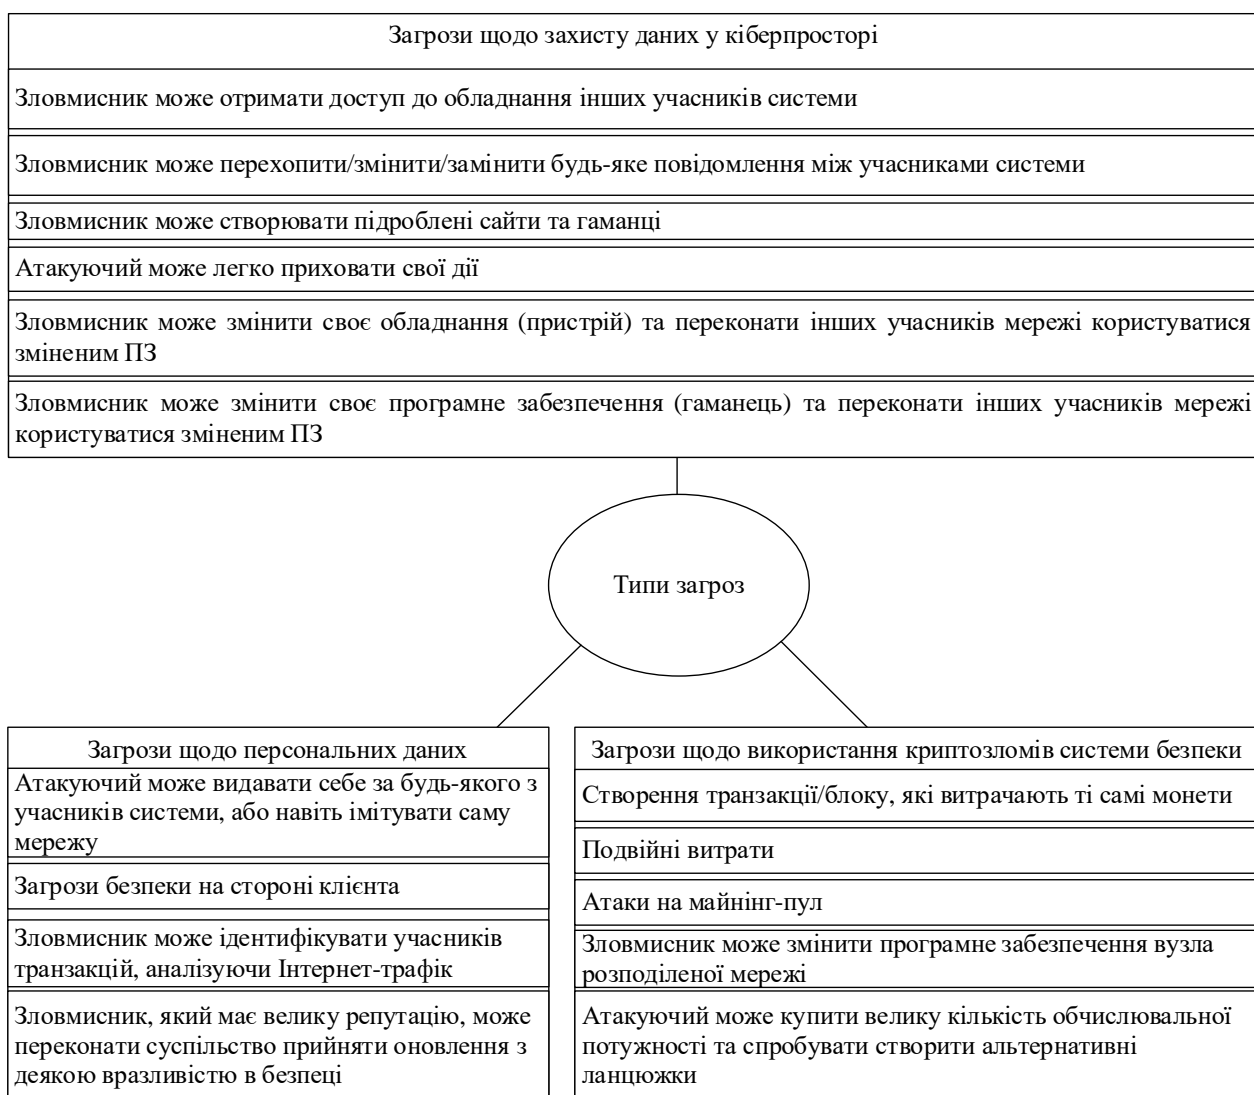 Загрози щодо захисту даних у кіберпросторі
Зловмисник може отримати доступ до обладнання інших учасників системи
Зловмисник може перехопити/змінити/замінити будь-яке повідомлення між учасниками системи
Зловмисник може створювати підроблені сайти та гаманці
Атакуючий може легко приховати свої дії
Зловмисник може змінити своє обладнання (пристрій) та переконати інших учасників мережі користуватися
зміненим ПЗ
Зловмисник може змінити своє програмне забезпечення (гаманець) та переконати інших учасників мережі
користуватися зміненим ПЗ
Типи загроз
Загрози щодо персональних даних
Атакуючий може видавати себе за будь-якого з
учасників системи, або навіть імітувати саму
мережу
Загрози безпеки на стороні клієнта
Зловмисник може ідентифікувати учасників
транзакцій, аналізуючи Інтернет-трафік
Зловмисник, який має велику репутацію, може
переконати суспільство прийняти оновлення з
деякою вразливістю в безпеці
Загрози щодо використання криптозломів системи безпеки
Створення транзакції/блоку, які витрачають ті самі монети
Подвійні витрати
Атаки на майнінг-пул
Зловмисник може змінити програмне забезпечення вузла
розподіленої мережі
Атакуючий може купити велику кількість обчислювальної
потужності та спробувати створити альтернативні
ланцюжки